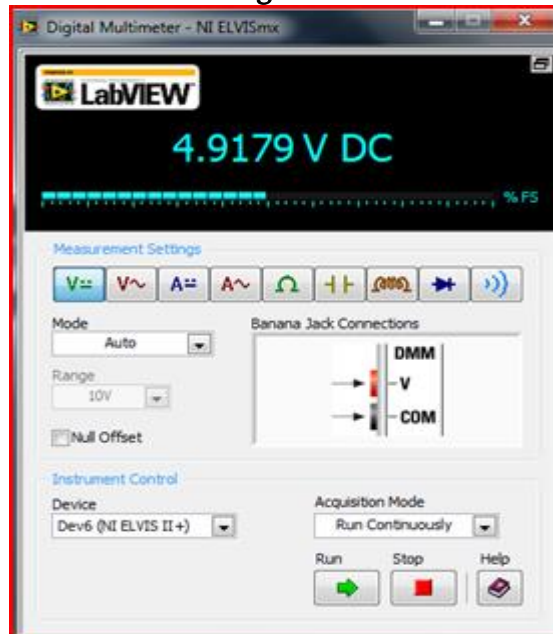 Digital Multimeter - NI ELVISmx
LabVIEW
4.9179 V DC
% FS
Measurement Settings
V V A A Ω
Mode
Auto
Banana Jack Connections
DMM
V
COM
Range
10V
Null Offset
Instrument Control
Device
Dev6 (NI ELVIS II+)
Acquisition Mode
Run Continuously
Run Stop Help